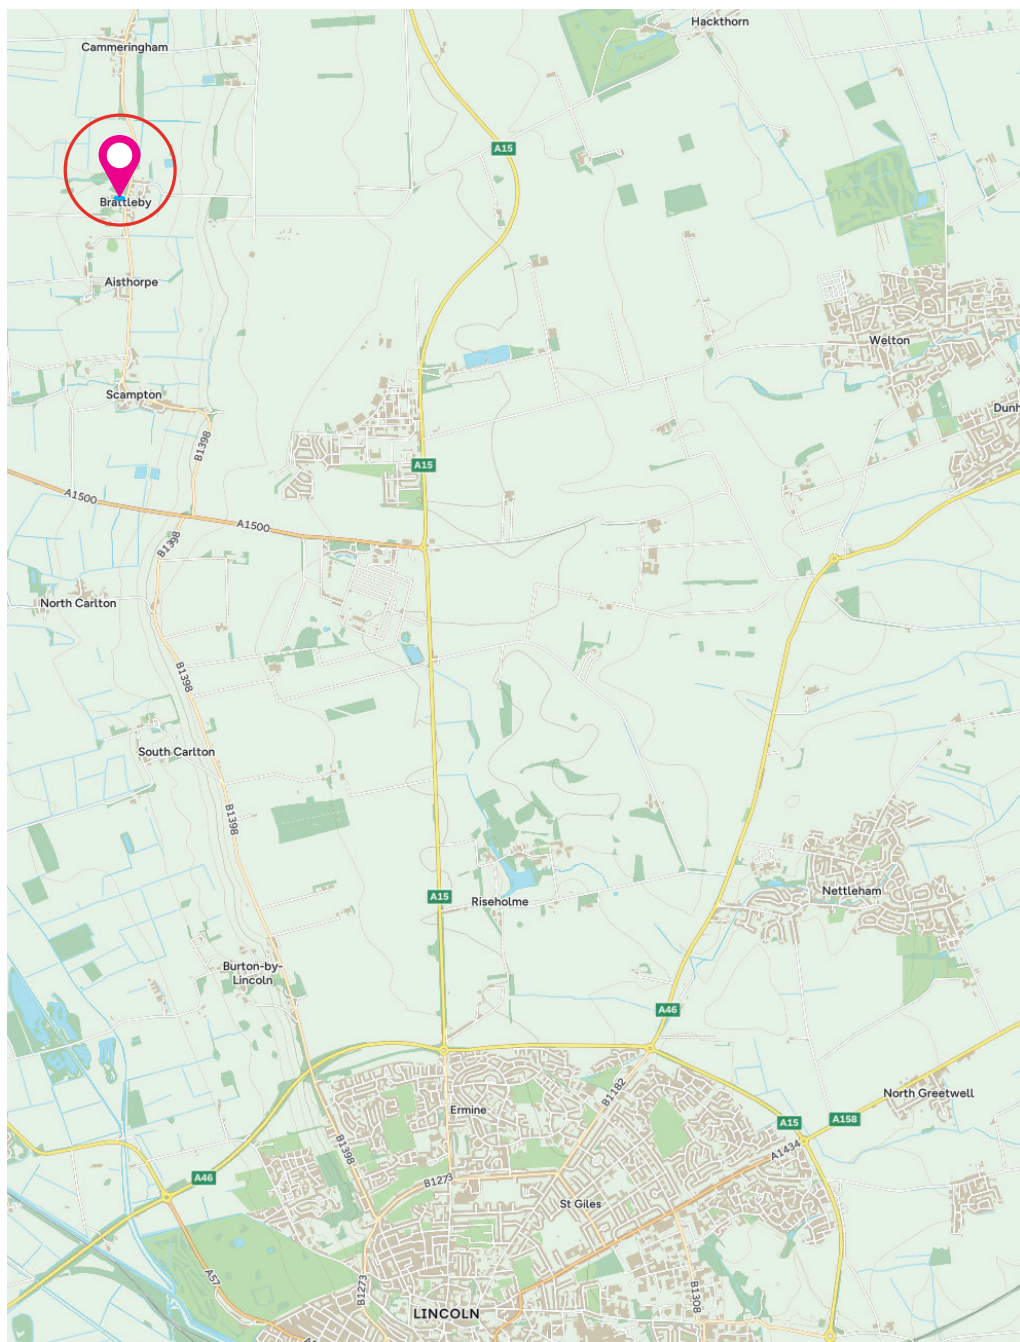 Hackthorn
Cammeringham
A15
Brattleby
Aisthorpe
Welton
Scampton
Dunh
B1398
A15
A1500
A1500
B1398
North Carlton
B1398
South Carlton
B1398
Nettleham
A15
Riseholme
Burton-by-
Lincoln
A46
B1182
North Greetwell
Ermine
A15
A158
B1398
A1434
A46
B1273
St Giles
A57
B1273
B1308
LINCOLN